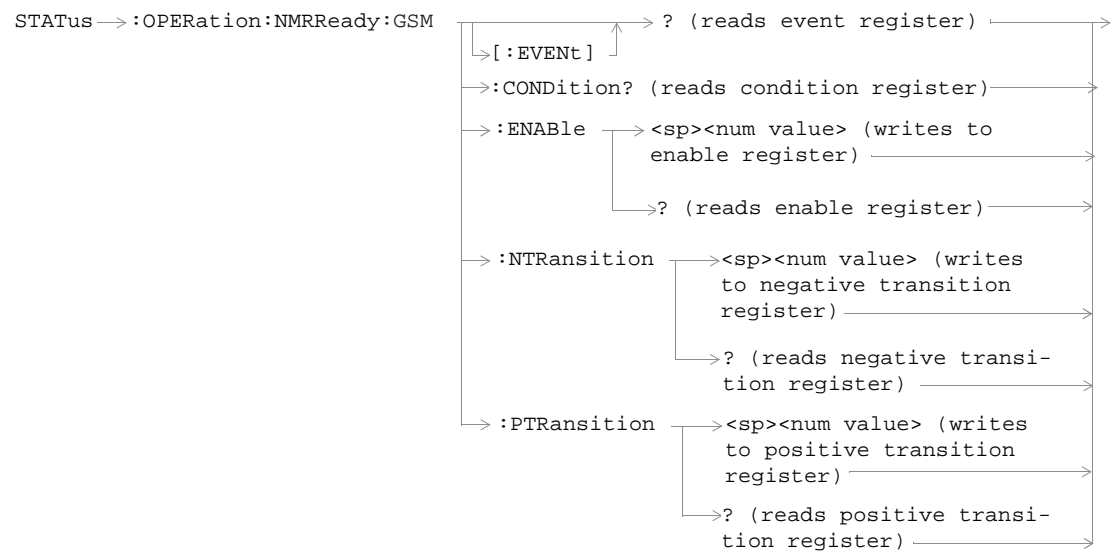 STATus :OPERation:NMRReady:GSM ? (reads event register)
[:EVENt]
:CONDition? (reads condition register)
:ENABle <sp><num value> (writes to
enable register)
? (reads enable register)
:NTRansition <sp><num value> (writes
to negative transition
register)
? (reads negative transi-
tion register)
:PTRansition <sp><num value> (writes
to positive transition
register)
? (reads positive transi-
tion register)